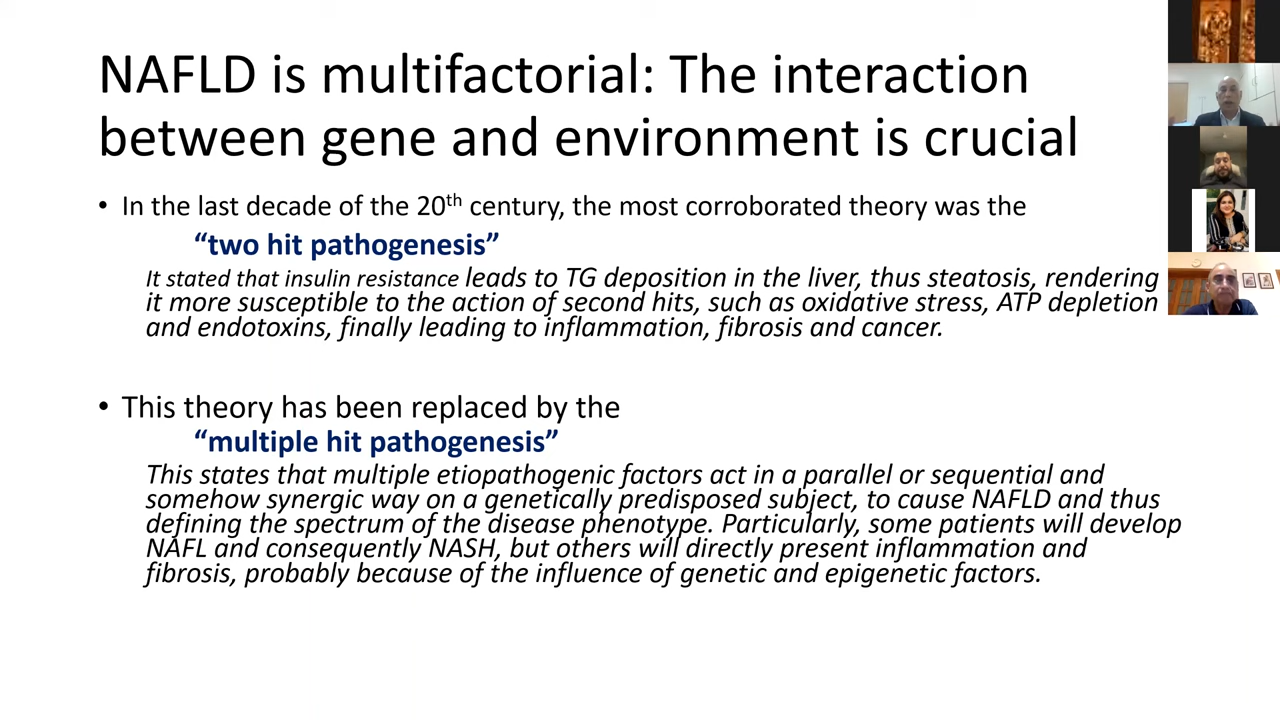 NAFLD is multifactorial: The interaction
between gene and environment is crucial
• In the last decade of the 20th century, the most corroborated theory was the
“two hit pathogenesis”
It stated that insulin resistance leads to TG deposition in the liver, thus steatosis, rendering
it more susceptible to the action of second hits, such as oxidative stress, ATP depletion
and endotoxins, finally leading to inflammation, fibrosis and cancer.
• This theory has been replaced by the
“multiple hit pathogenesis”
This states that multiple etiopathogenic factors act in a parallel or sequential and
somehow synergic way on a genetically predisposed subject, to cause NAFLD and thus
defining the spectrum of the disease phenotype. Particularly, some patients will develop
NAFL and consequently NASH, but others will directly present inflammation and
fibrosis, probably because of the influence of genetic and epigenetic factors.